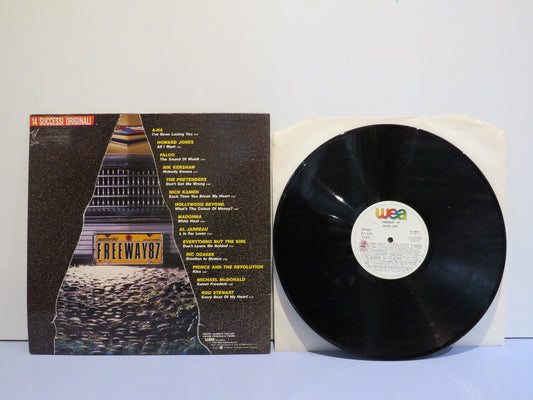 14 SUCCESSI ORIGINALI
A-HA
I've Been Losing You
HOWARD JONES
All I Want
FALCO
The Sound Of Musik
NIK KERSHAW
Nobody Knows
THE PRETENDERS
Don't Get Me Wrong
NICK KAMEN
Each Time You Break My Heart
HOLLYWOOD BEYOND
What's The Colour Of Money?
MADONNA
White Heat
AL JARREAU
L Is For Lover
EVERYTHING BUT THE GIRL
Don't Leave Me Behind
RIC OCASEK
Emotion In Motion
PRINCE AND THE REVOLUTION
Kiss
MICHAEL McDONALD
Sweet Freedom
ROD STEWART
Every Beat Of My Heart
FREEWAY87
wea
FREEWAY 87